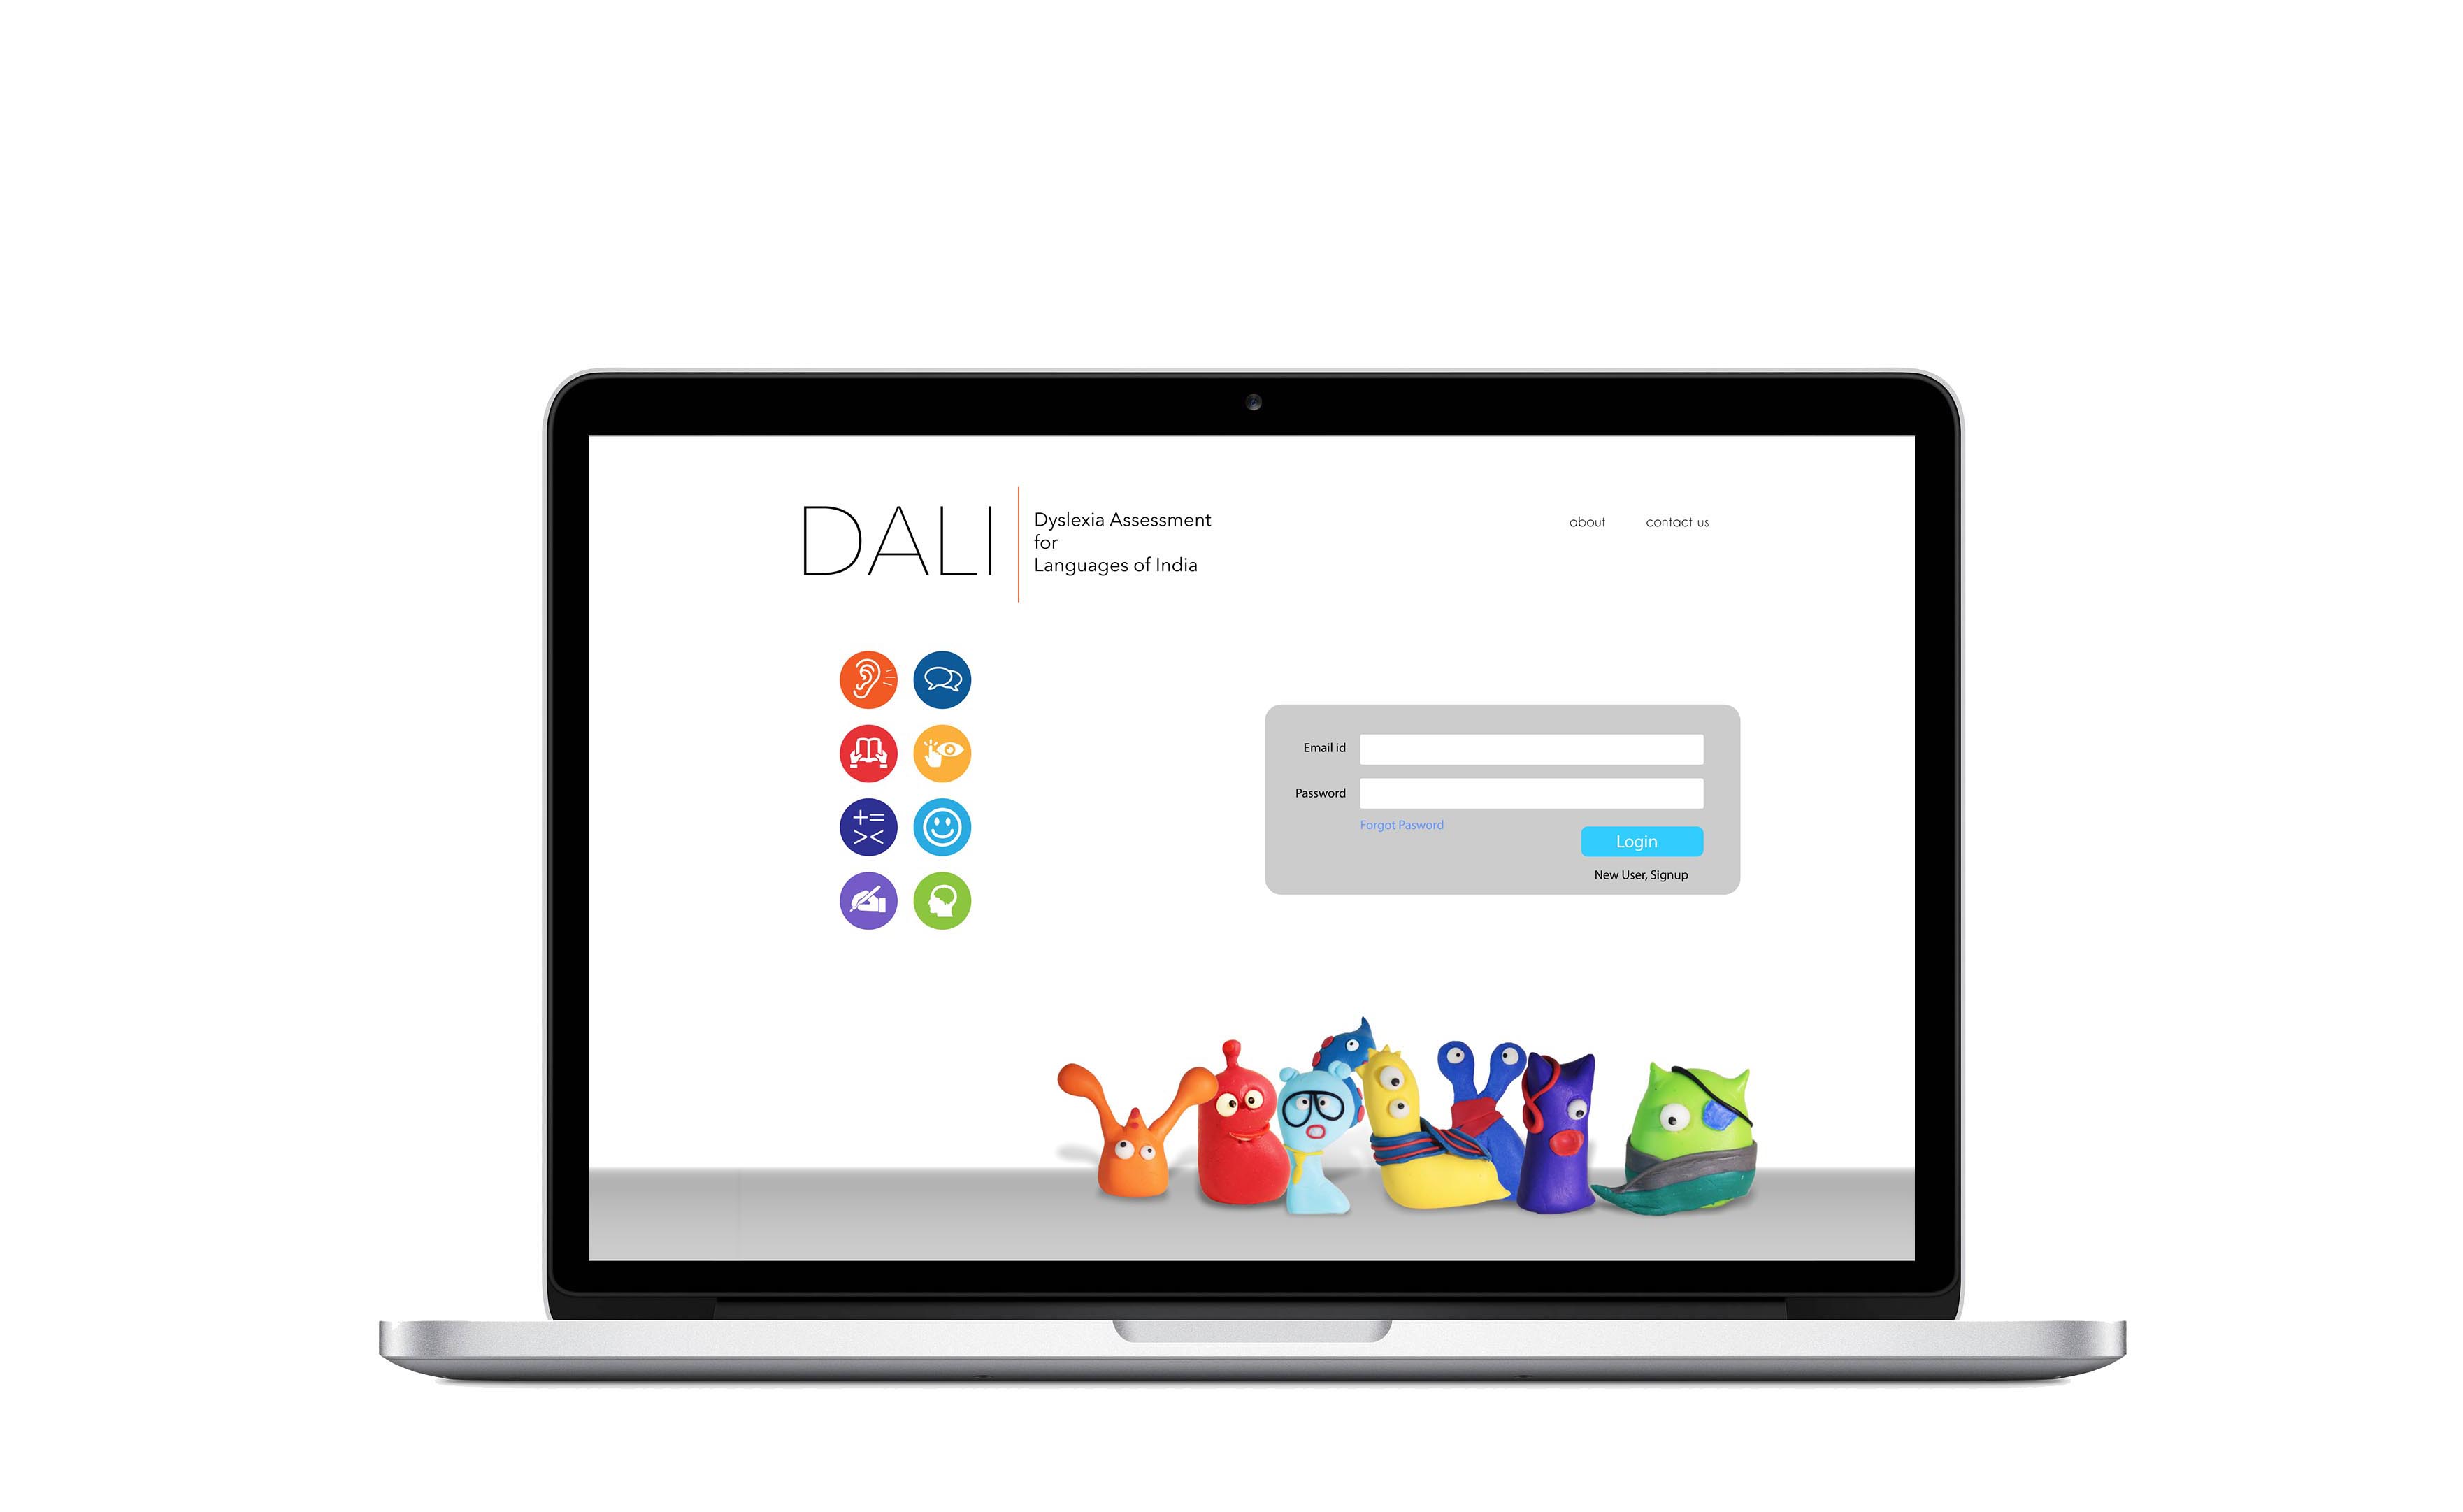 DALI
Dyslexia Assessment
for
Languages of India
about
contact us
Email id
Password
Forgot Pasword
Login
New User, Signup